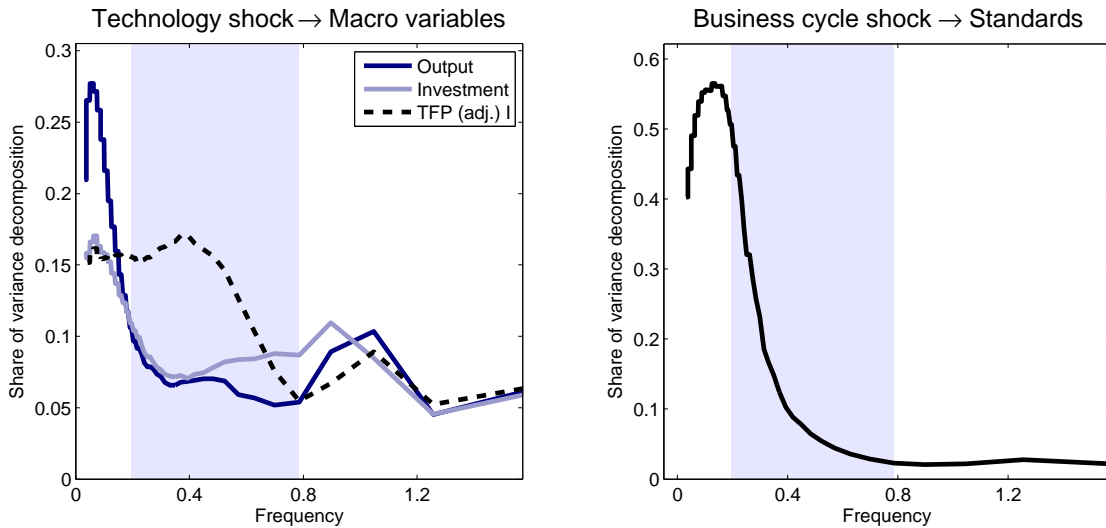 Technology shock → Macro variables
Share of variance decomposition
0.3
0.25
0.2
0.15
0.1
0.05
0
0 0.4 0.8 1.2
Frequency
Output
Investment
TFP (adj.) I
Business cycle shock → Standards
Share of variance decomposition
0.6
0.5
0.4
0.3
0.2
0.1
0
0 0.4 0.8 1.2
Frequency